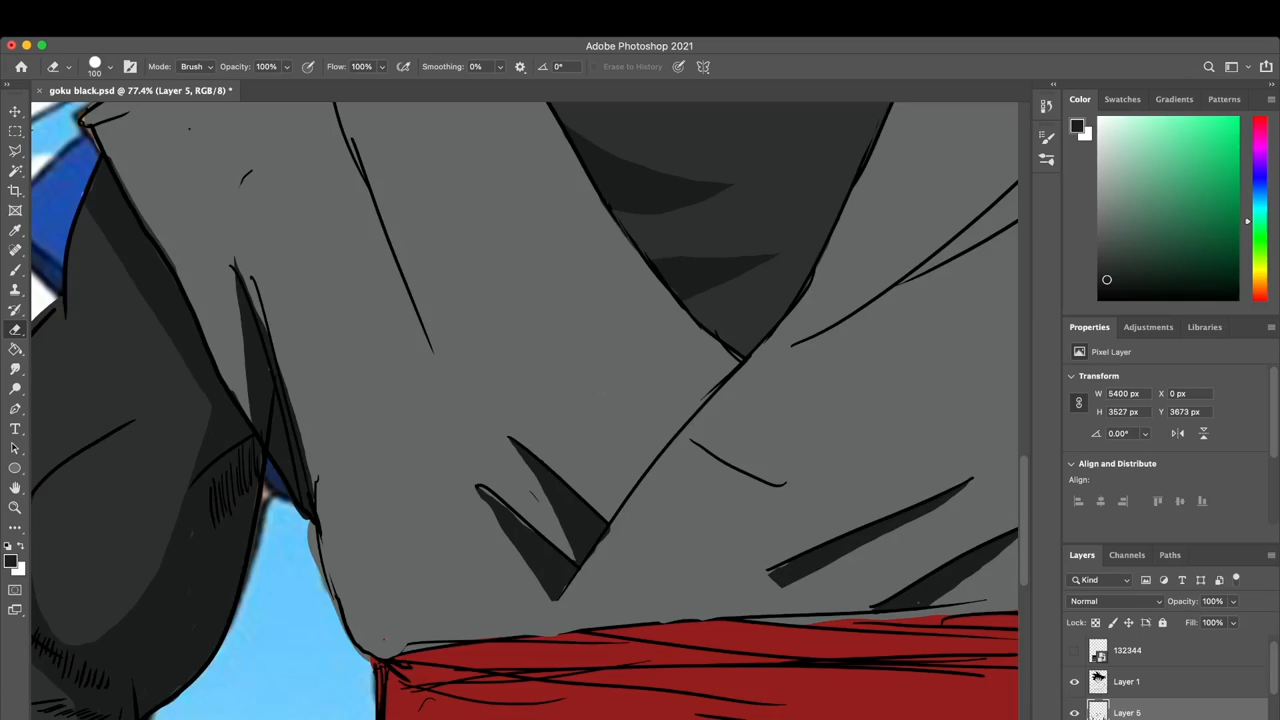 Adobe Photoshop 2021
100 Mode: Brush Opacity: 100% Flow: 100% Smoothing: 0% 0° Erase to History
goku black.psd @ 77.4% (Layer 5, RGB/8) *
Color Swatches Gradients Patterns
Properties Adjustments Libraries
Pixel Layer
Transform
W 5400 px X 0 px
H 3527 px Y 3673 px
0.00°
Align and Distribute
Align:
Layers Channels Paths
Kind
Normal Opacity: 100%
Lock: Fill: 100%
132344
Layer 1
Layer 5